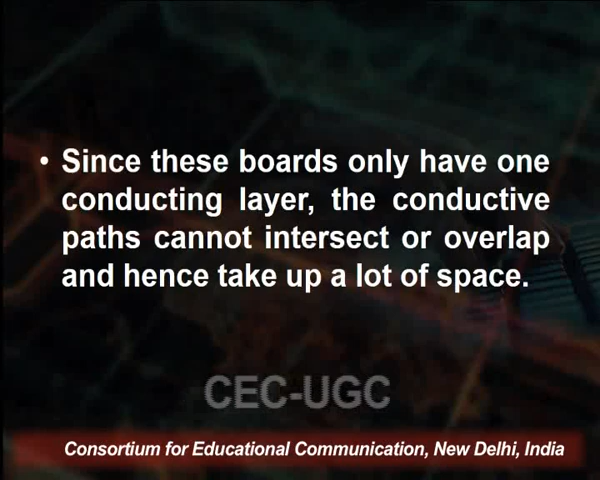 • Since these boards only have one
conducting layer, the conductive
paths cannot intersect or overlap
and hence take up a lot of space.
CEC-UGC
Consortium for Educational Communication, New Delhi, India